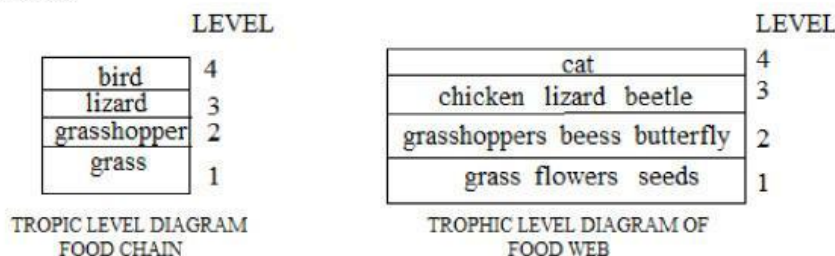 LEVEL
bird 4
lizard 3
grasshopper 2
grass 1
TROPIC LEVEL DIAGRAM
FOOD CHAIN
LEVEL
cat 4
chicken lizard beetle 3
grasshoppers beess butterfly 2
grass flowers seeds 1
TROPHIC LEVEL DIAGRAM OF
FOOD WEB